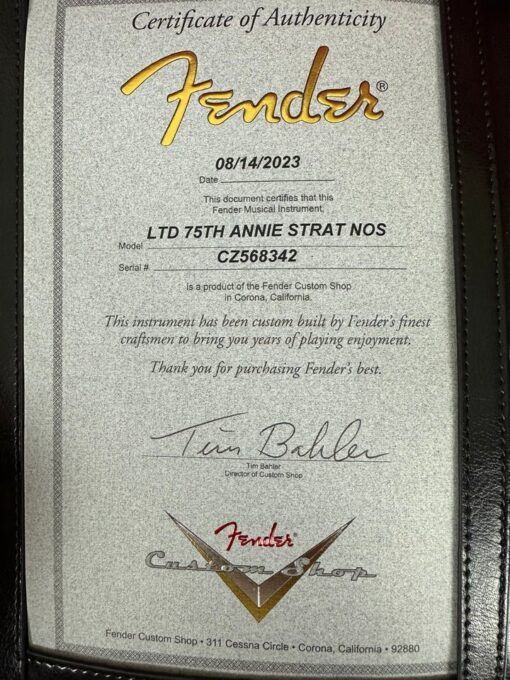 Certificate of Authenticity
Fender®
08/14/2023
Date
This document certifies that this
Fender Musical Instrument,
LTD 75TH ANNIE STRAT NOS
Model
CZ568342
Serial #
is a product of the Fender Custom Shop
in Corona, California.
This instrument has been custom built by Fender's finest
craftsmen to bring you years of playing enjoyment.
Thank you for purchasing Fender's best.
Tim Bahler
Tim Bahler
Director of Custom Shop
Fender®
Custom Shop
Fender Custom Shop • 311 Cessna Circle • Corona, California • 92880